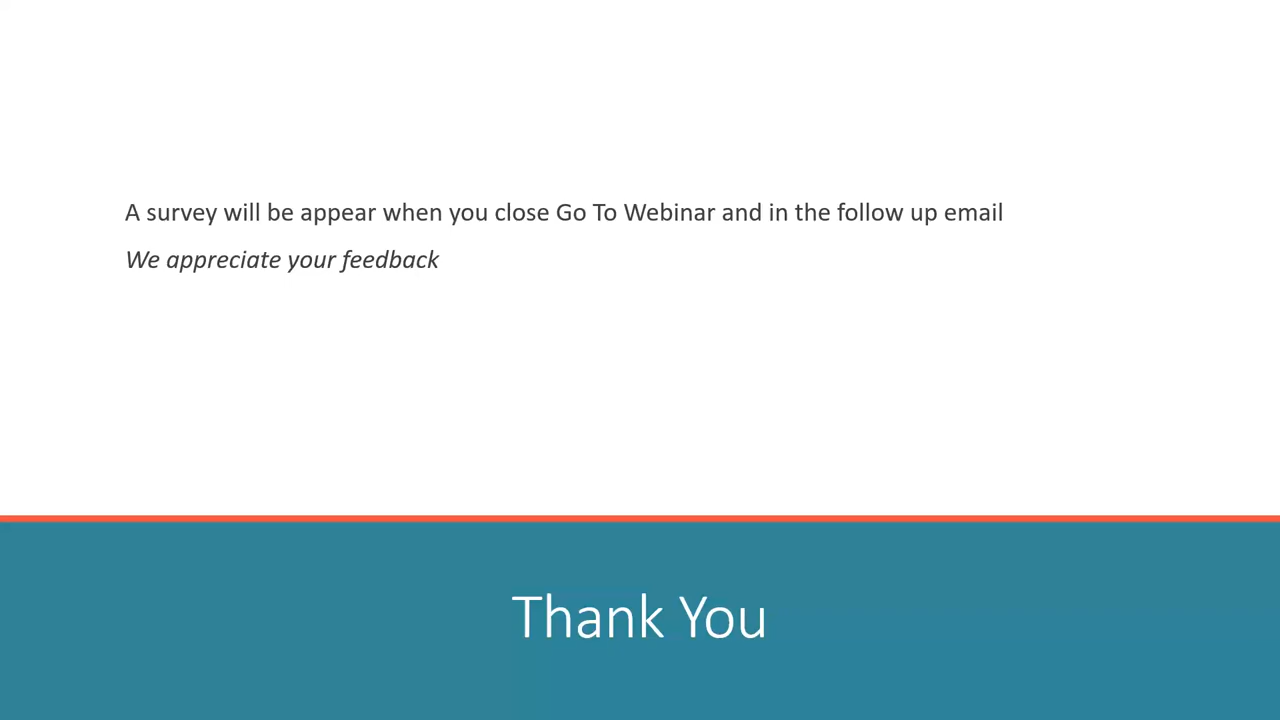 A survey will be appear when you close Go To Webinar and in the follow up email
We appreciate your feedback
Thank You